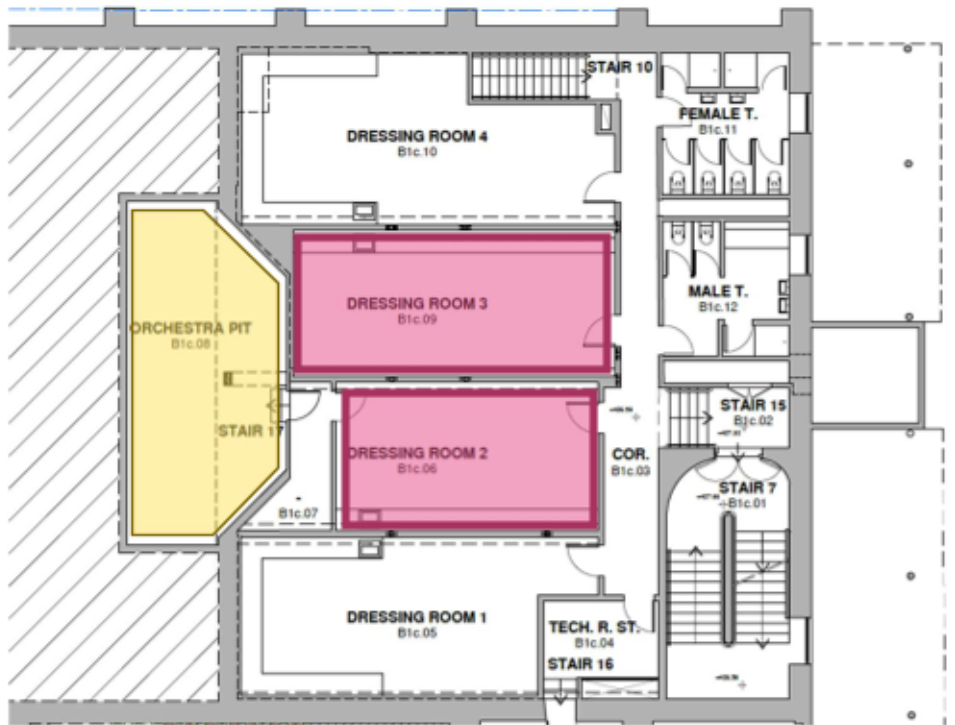 STAIR 10
FEMALE T.
B1c.11
DRESSING ROOM 4
B1c.10
MALE T.
B1c.12
DRESSING ROOM 3
B1c.09
ORCHESTRA PIT
B1c.08
STAIR 15
B1c.02
STAIR 17
DRESSING ROOM 2
B1c.06
COR.
B1c.03
STAIR 7
B1c.01
-
B1c.07
DRESSING ROOM 1
B1c.05
TECH. R. ST.
B1c.04
STAIR 16